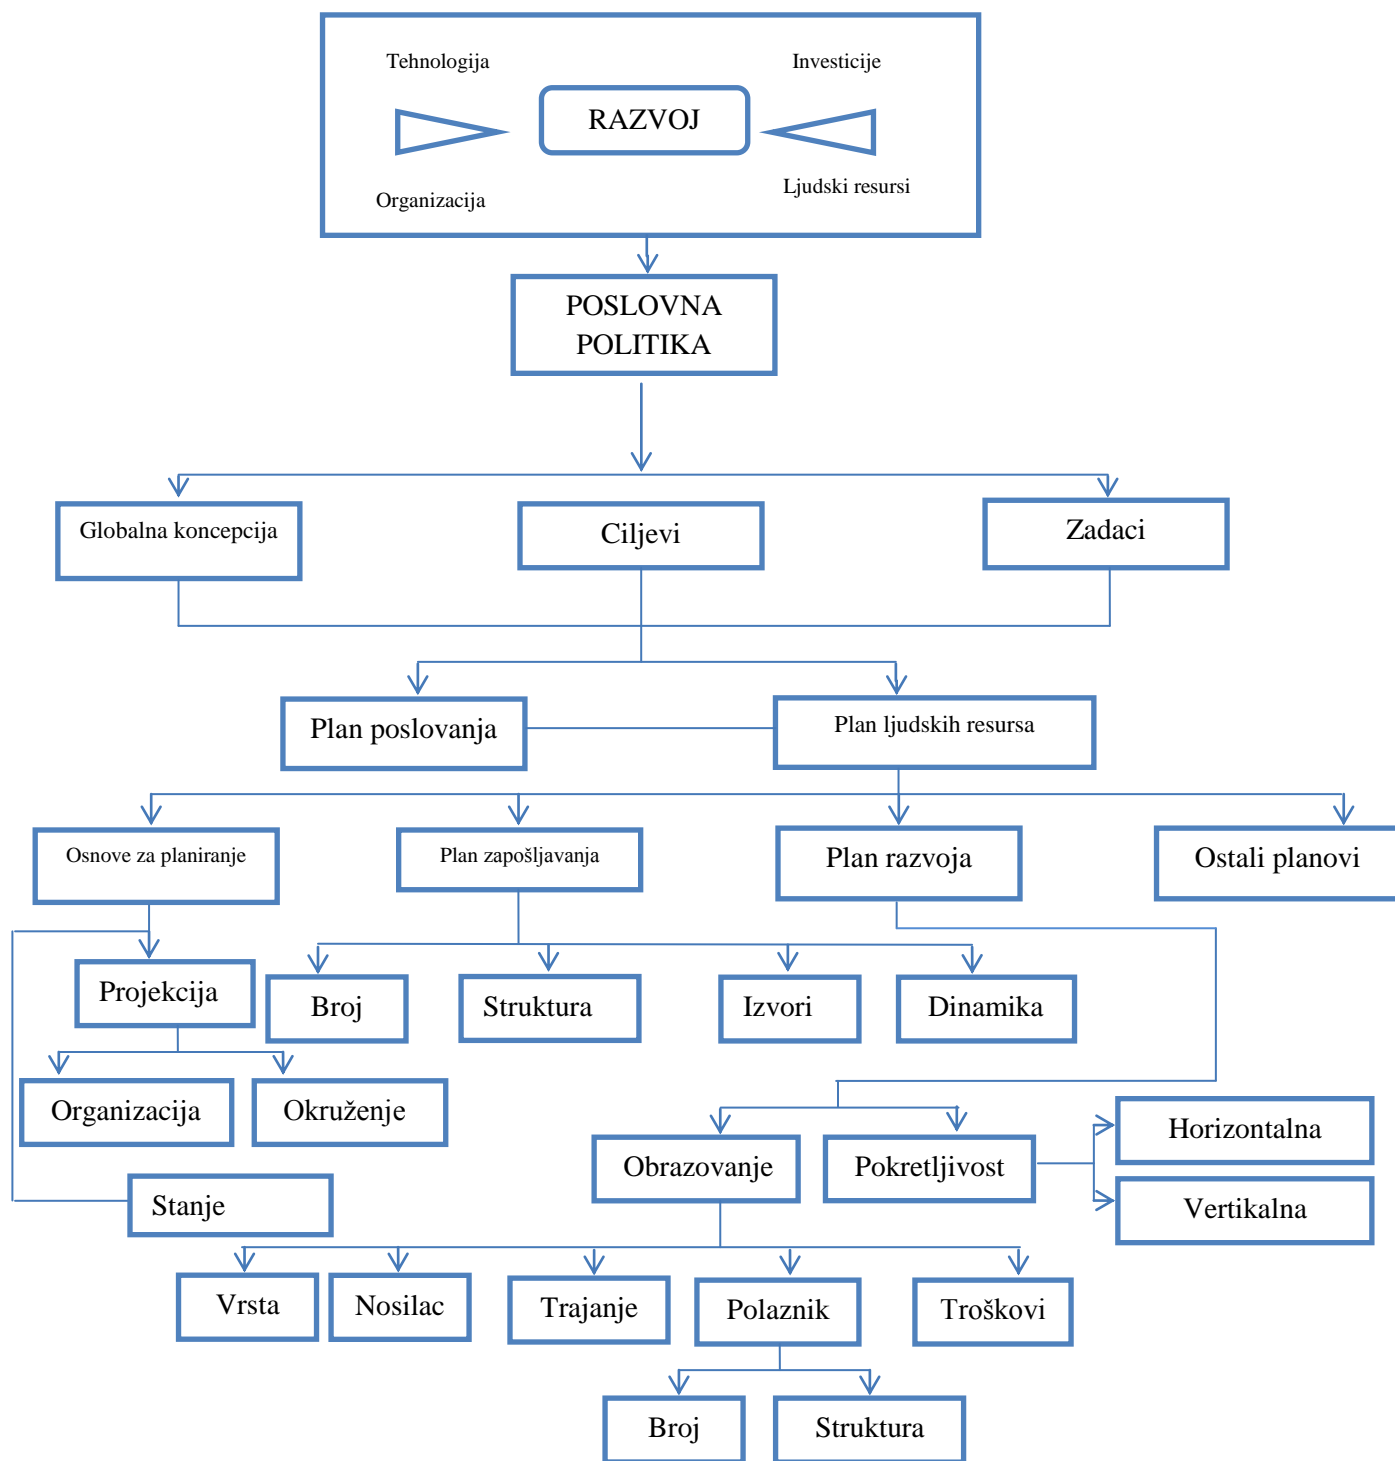 Tehnologija
Investicije
RAZVOJ
Organizacija
Ljudski resursi
POSLOVNA
POLITIKA
Globalna koncepcija
Ciljevi
Zadaci
Plan poslovanja
Plan ljudskih resursa
Osnove za planiranje
Plan zapošljavanja
Plan razvoja
Ostali planovi
Projekcija
Broj
Struktura
Izvori
Dinamika
Organizacija
Okruženje
Horizontalna
Obrazovanje
Pokretljivost
Stanje
Vertikalna
Vrsta
Nosilac
Trajanje
Polaznik
Troškovi
Broj
Struktura